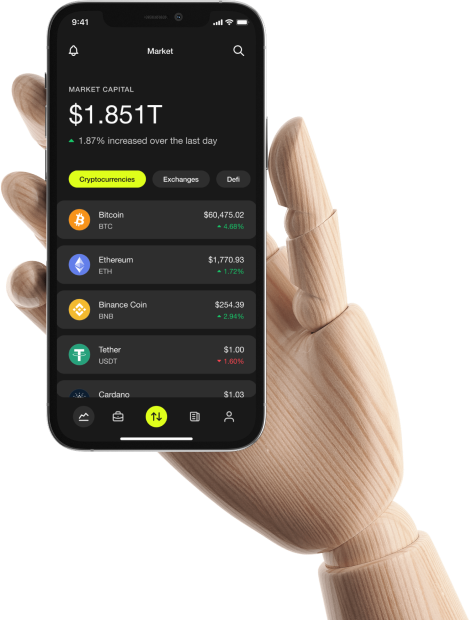 9:41
Market
MARKET CAPITAL
$1.851T
1.87% increased over the last day
Cryptocurrencies Exchanges Defi
Bitcoin $60,475.02
BTC 4.68%
Ethereum $1,770.93
ETH 1.72%
Binance Coin $254.39
BNB 2.94%
Tether $1.00
USDT 1.60%
Cardano $1.03